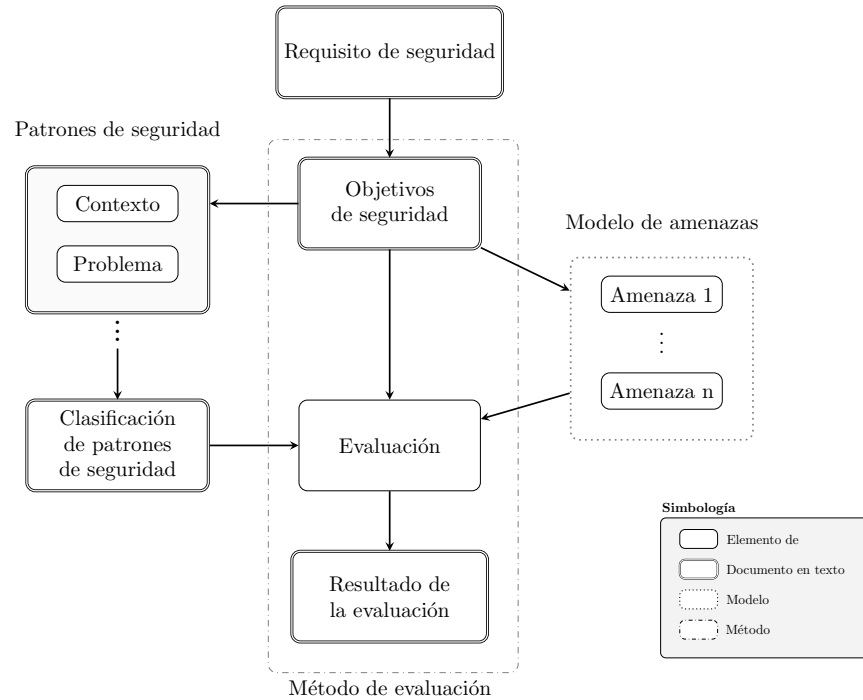 Requisito de seguridad
Patrones de seguridad
Contexto
Problema
Objetivos
de seguridad
Modelo de amenazas
Amenaza 1
Amenaza n
Clasificación
de patrones
de seguridad
Evaluación
Resultado de
la evaluación
Método de evaluación
Simbología
Elemento de
Documento en texto
Modelo
Método